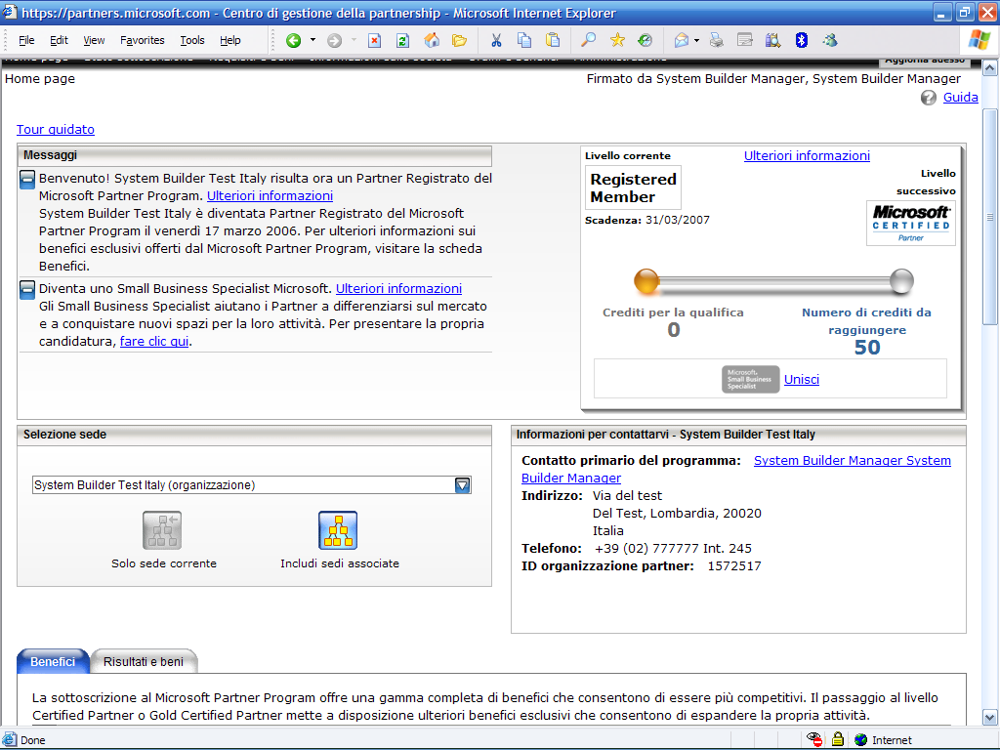 https://partners.microsoft.com - Centro di gestione della partnership - Microsoft Internet Explorer
File Edit View Favorites Tools Help
Aggiorna adesso
Home page
Firmato da System Builder Manager, System Builder Manager
Guida
Tour guidato
Messaggi
Benvenuto! System Builder Test Italy risulta ora un Partner Registrato del
Microsoft Partner Program. Ulteriori informazioni
System Builder Test Italy è diventata Partner Registrato del Microsoft
Partner Program il venerdì 17 marzo 2006. Per ulteriori informazioni sui
benefici esclusivi offerti dal Microsoft Partner Program, visitare la scheda
Benefici.
Diventa uno Small Business Specialist Microsoft. Ulteriori informazioni
Gli Small Business Specialist aiutano i Partner a differenziarsi sul mercato
e a conquistare nuovi spazi per la loro attività. Per presentare la propria
candidatura, fare clic qui.
Livello corrente
Ulteriori informazioni
Registered
Member
Scadenza: 31/03/2007
Livello
successivo
Microsoft
CERTIFIED
Partner
Crediti per la qualifica
0
Numero di crediti da
raggiungere
50
Microsoft
Small Business
Specialist
Unisci
Selezione sede
System Builder Test Italy (organizzazione)
Solo sede corrente
Includi sedi associate
Informazioni per contattarvi - System Builder Test Italy
Contatto primario del programma: System Builder Manager System
Builder Manager
Indirizzo: Via del test
Del Test, Lombardia, 20020
Italia
Telefono: +39 (02) 777777 Int. 245
ID organizzazione partner: 1572517
Benefici
Risultati e beni
La sottoscrizione al Microsoft Partner Program offre una gamma completa di benefici che consentono di essere più competitivi. Il passaggio al livello
Certified Partner o Gold Certified Partner mette a disposizione ulteriori benefici esclusivi che consentono di espandere la propria attività.
Done
Internet